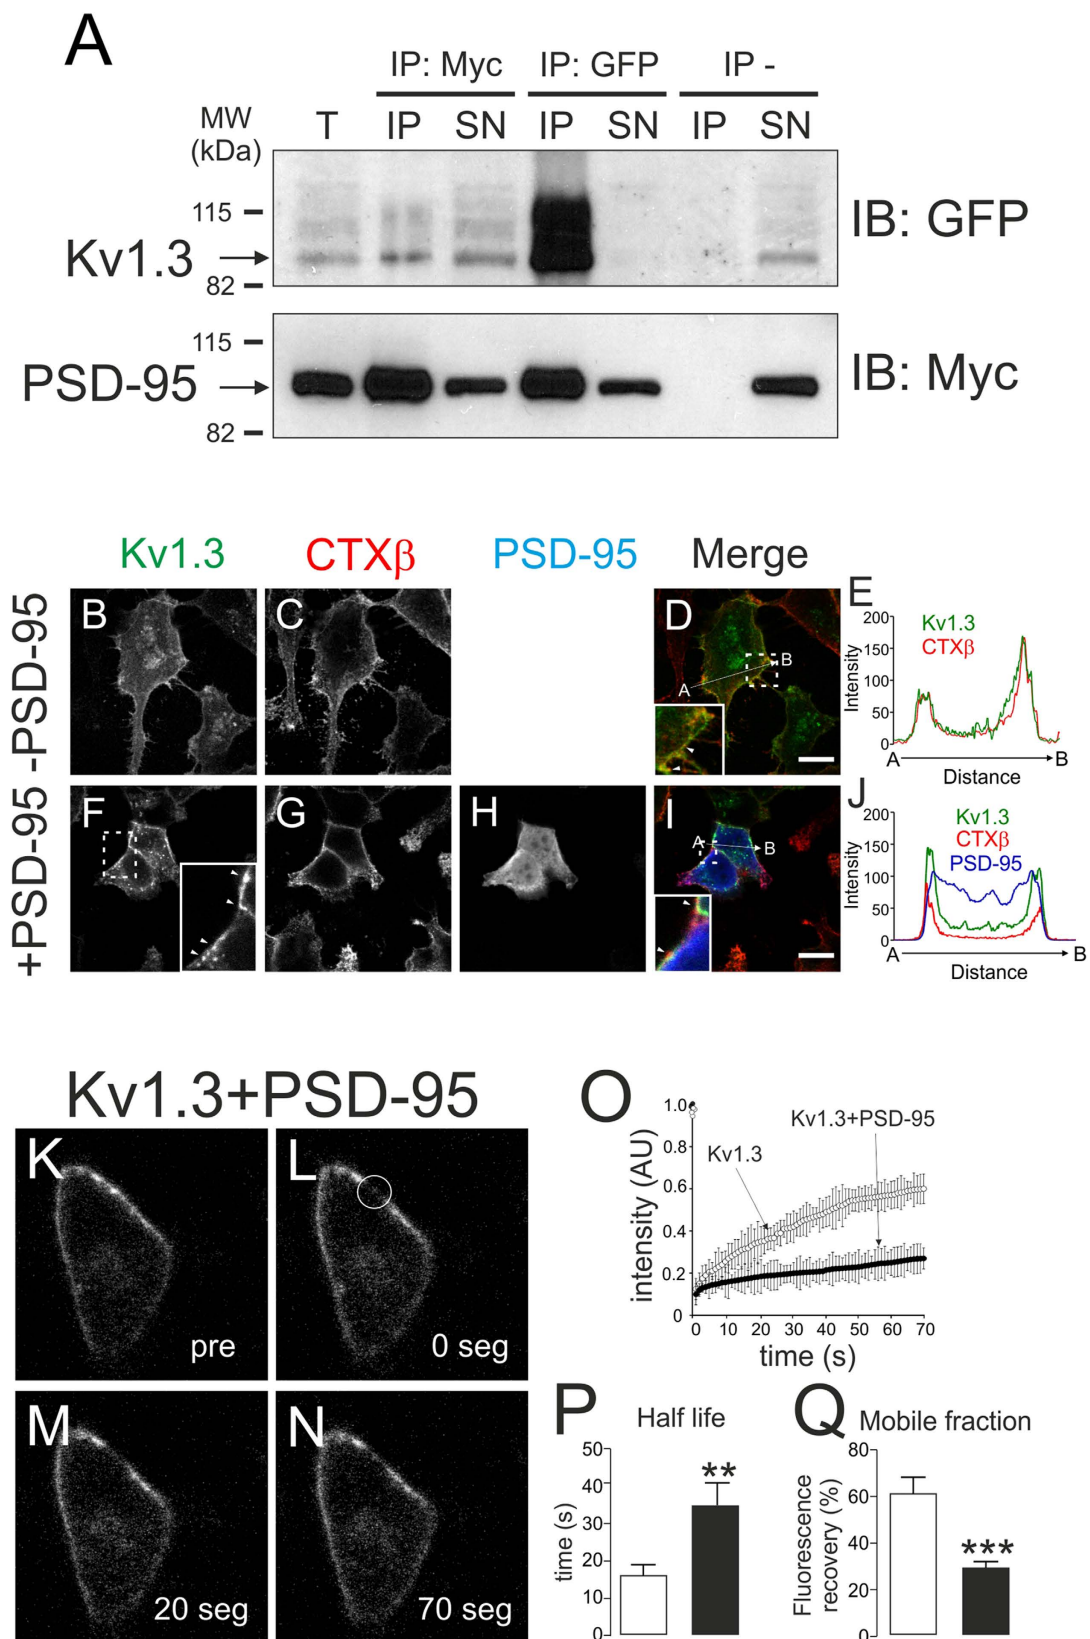 A
IP: Myc IP: GFP IP -
MW
(kDa)
T IP SN IP SN IP SN
115
Kv1.3
82
IB: GFP
115
PSD-95
82
IB: Myc
Kv1.3 CTXβ PSD-95 Merge
-PSD-95
B C D A B
E
200
150
100
50
0
Intensity
Kv1.3
CTXβ
A B
Distance
+PSD-95
F G H I A B
J
200
150
100
50
0
Intensity
Kv1.3
CTXβ
PSD-95
A B
Distance
Kv1.3+PSD-95
K pre
L 0 seg
M 20 seg
N 70 seg
O
intensity (AU)
1.0
0.8
0.6
0.4
0.2
0
Kv1.3+PSD-95
Kv1.3
0 10 20 30 40 50 60 70
time (s)
P Half life
50
40
30
20
10
0
time (s)
**
Q Mobile fraction
80
60
40
20
0
Fluorescence
recovery (%)
***